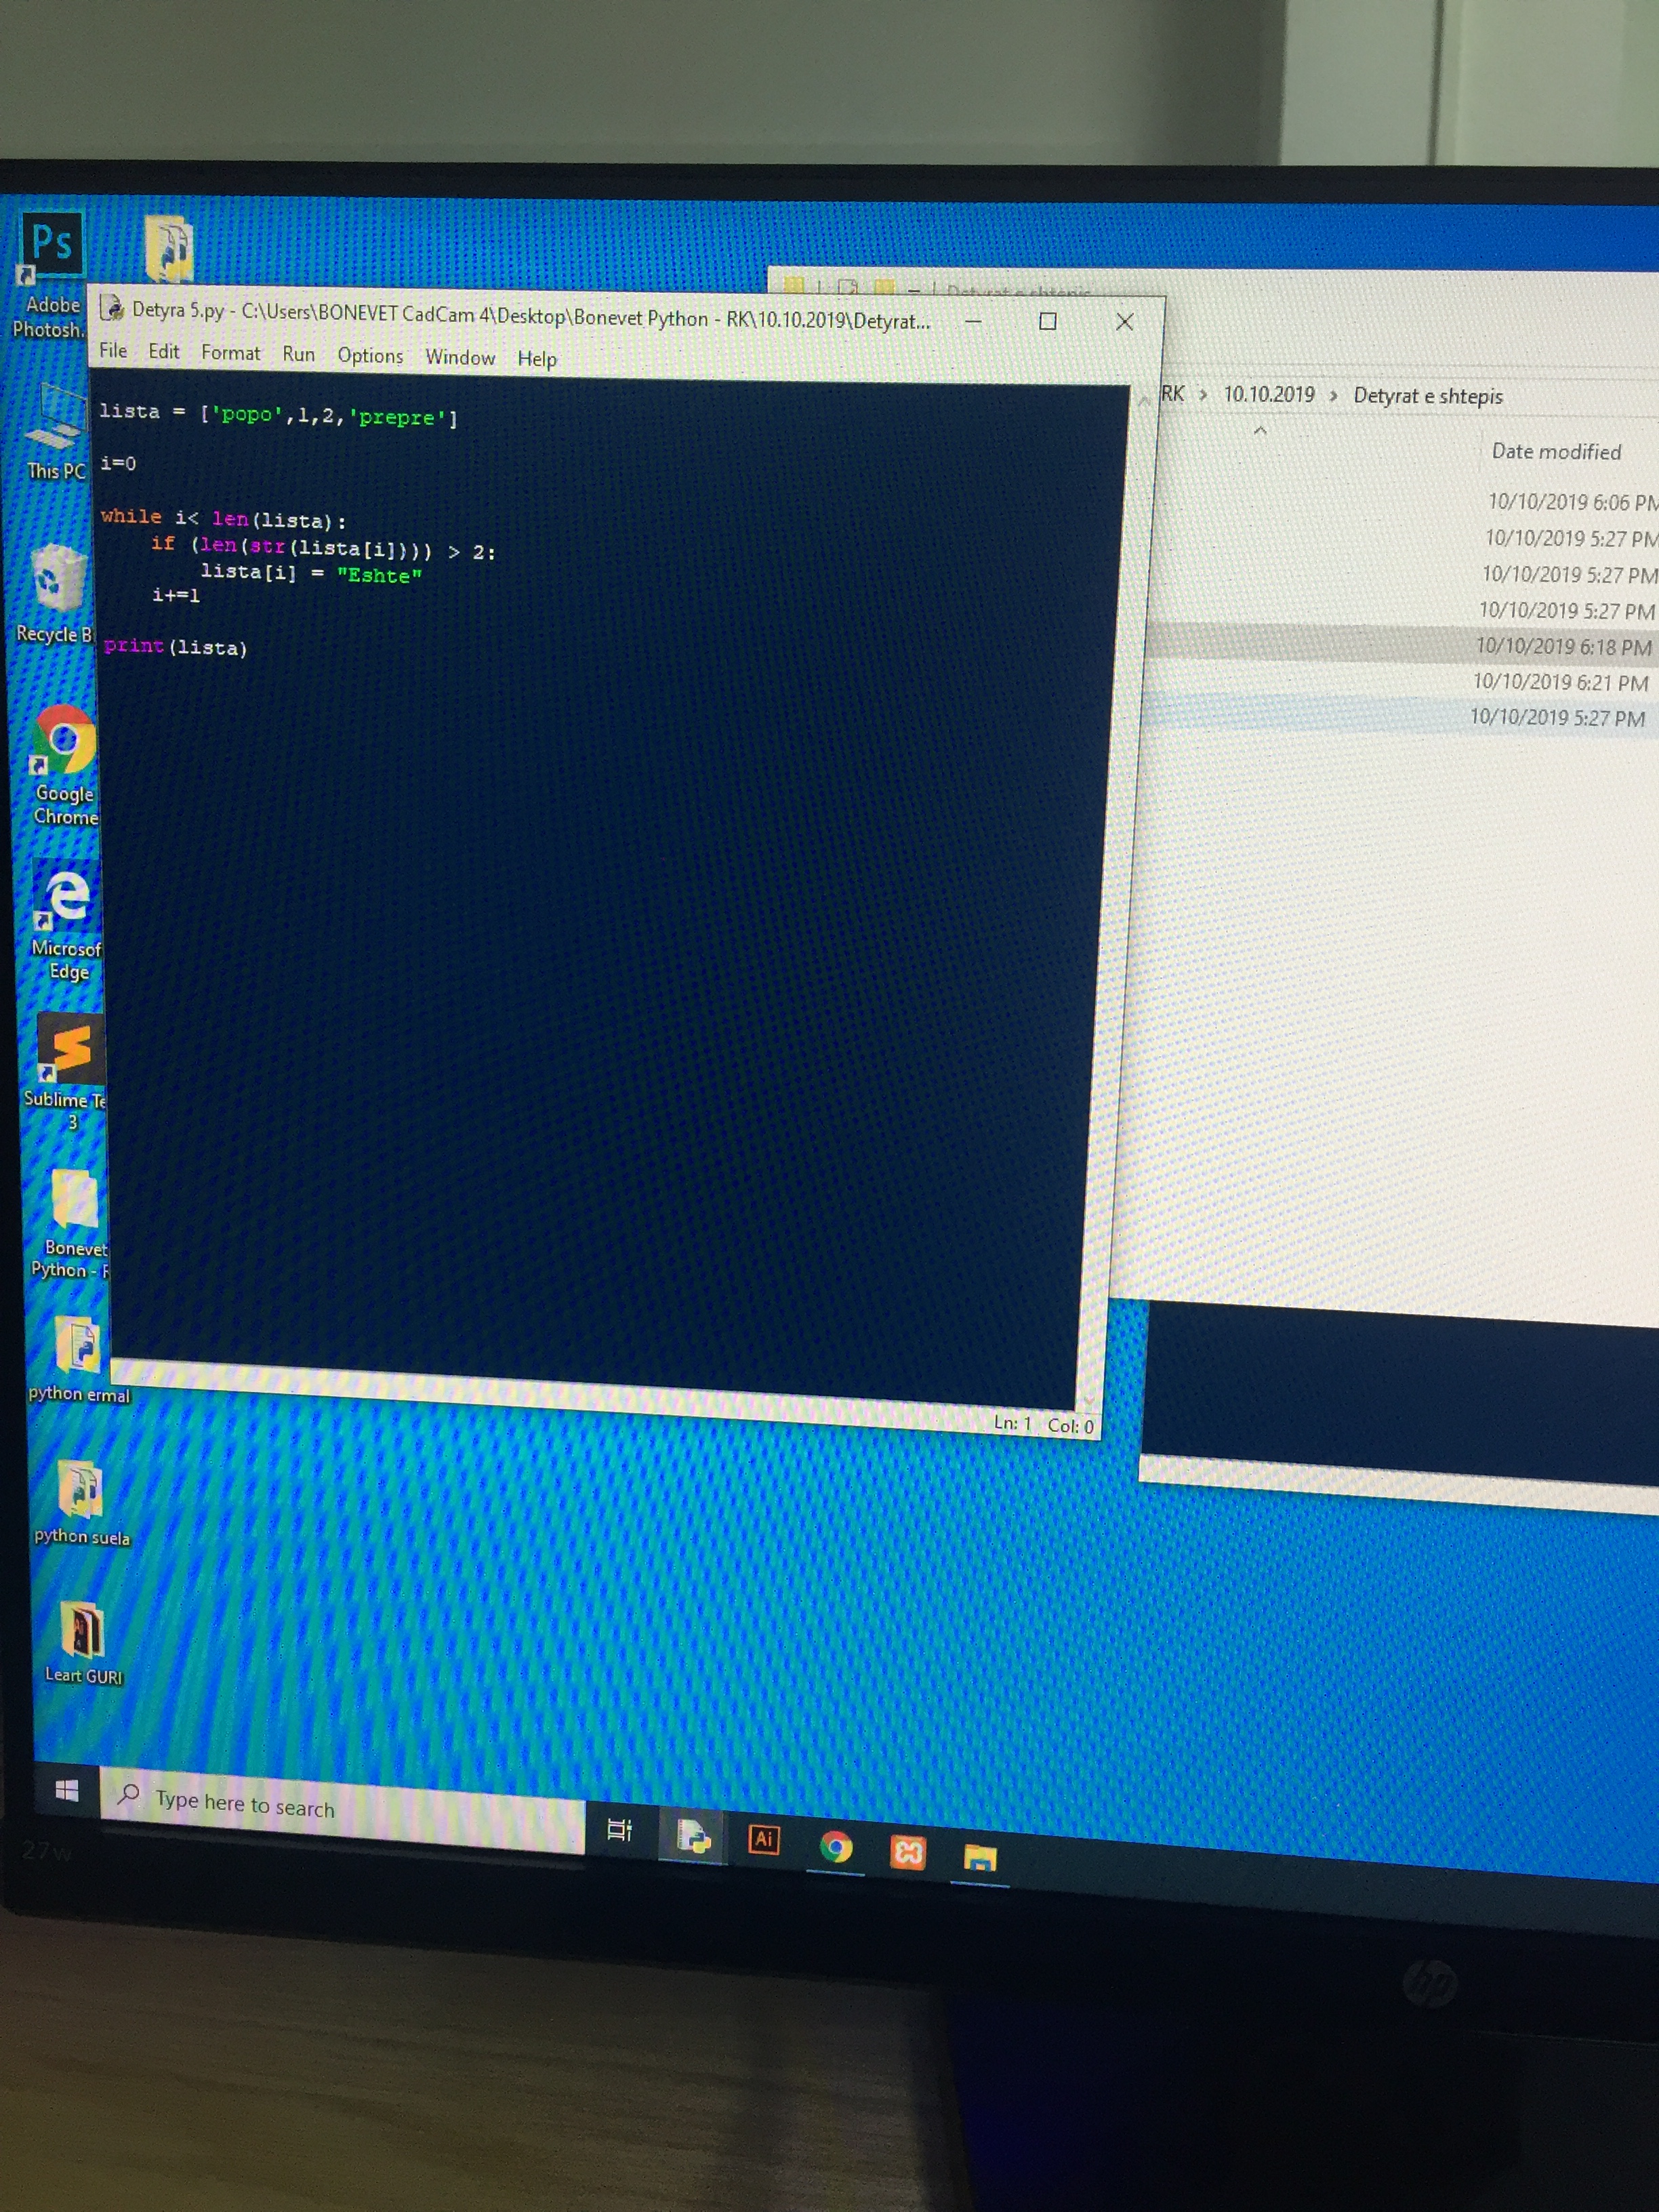 Ps
Adobe
Photosh.
This PC
Recycle B
Google
Chrome
Microsof
Edge
Sublime Te
3
Bonevet
Python -
python ermal
python suela
Leart GURI
Detyra 5.py - C:\Users\BONEVET CadCam 4\Desktop\Bonevet Python - RK\10.10.2019\Detyrat...
File Edit Format Run Options Window Help
lista = ['popo',1,2,'prepre']
i=0
while i< len(lista):
    if (len(str(lista[i]))) > 2:
        lista[i] = "Eshte"
    i+=1
print(lista)
Ln: 1 Col: 0
Detyrat e shtepis
RK > 10.10.2019 > Detyrat e shtepis
Date modified
10/10/2019 6:06 PM
10/10/2019 5:27 PM
10/10/2019 5:27 PM
10/10/2019 5:27 PM
10/10/2019 6:18 PM
10/10/2019 6:21 PM
10/10/2019 5:27 PM
Type here to search
Ai
27w
hp